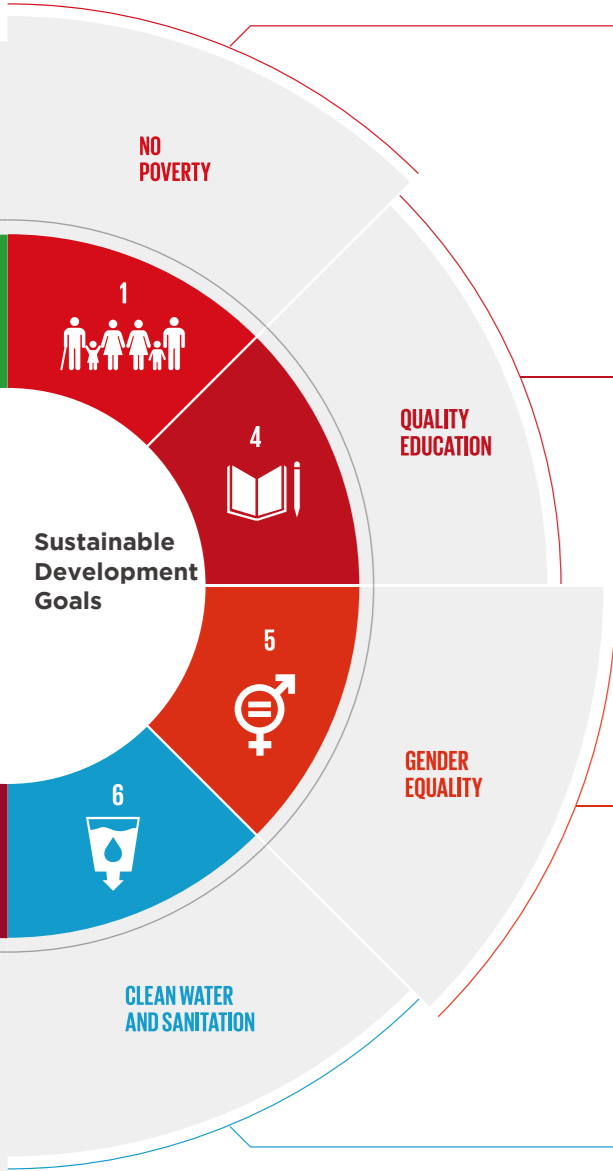 NO
POVERTY
1
4
QUALITY
EDUCATION
Sustainable
Development
Goals
5
GENDER
EQUALITY
6
CLEAN WATER
AND SANITATION